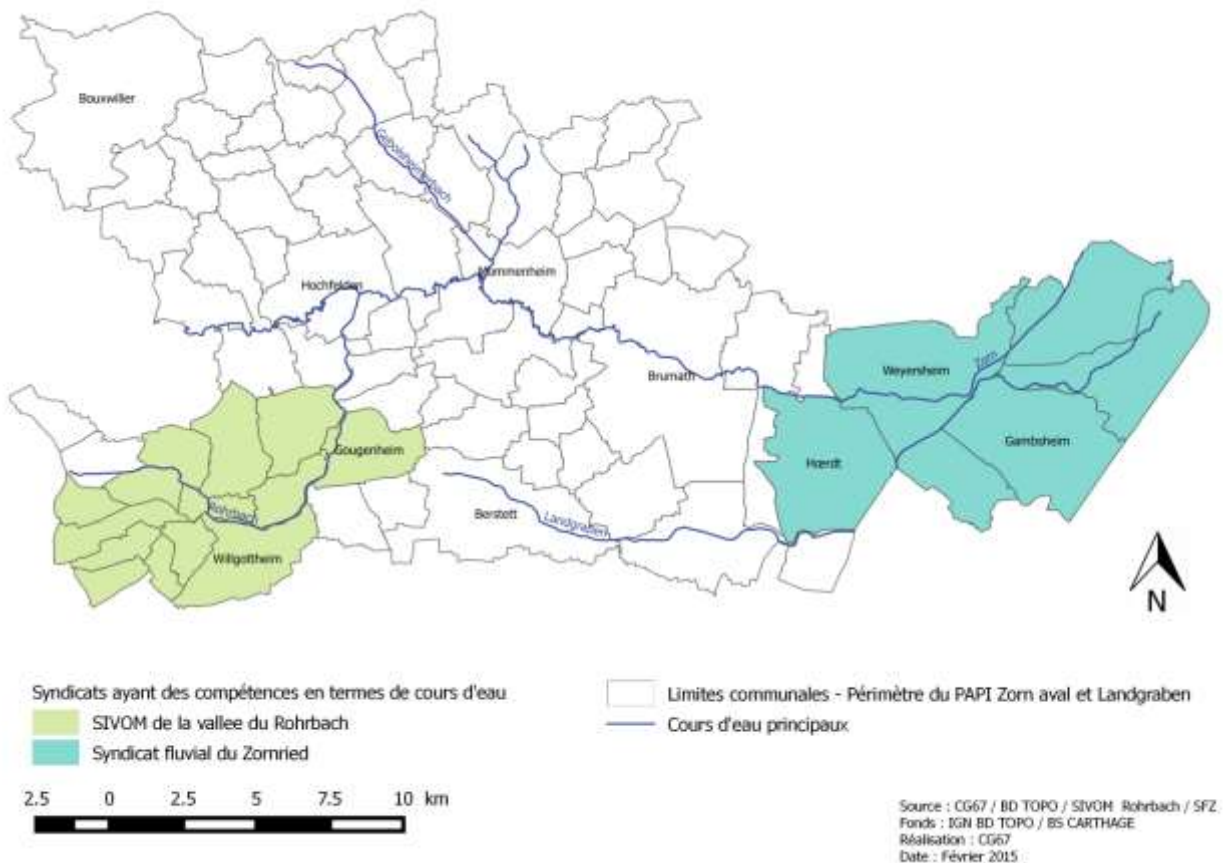 Bouxwiller
Gebolsheimerbach
Hochfelden
Mommenheim
Brumath
Weyersheim
Zorn
Gambsheim
Hœrdt
Gougenheim
Rohrbach
Willgottheim
Berstett
Landgraben
N
Syndicats ayant des compétences en termes de cours d'eau
SIVOM de la vallee du Rohrbach
Syndicat fluvial du Zornried
Limites communales - Périmètre du PAPI Zorn aval et Landgraben
Cours d'eau principaux
2.5 0 2.5 5 7.5 10 km
Source : CG67 / BD TOPO / SIVOM Rohrbach / SFZ
Fonds : IGN BD TOPO / BS CARTHAGE
Réalisation : CG67
Date : Février 2015